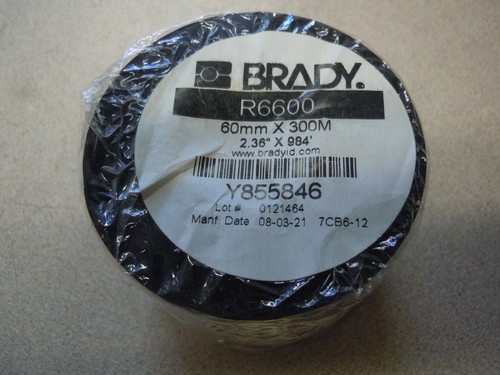 BRADY®
R6600
60mm X 300M
2.36" X 984'
www.bradyid.com
Y855846
Lot #: 0121464
Manf. Date 08-03-21 7CB6-12